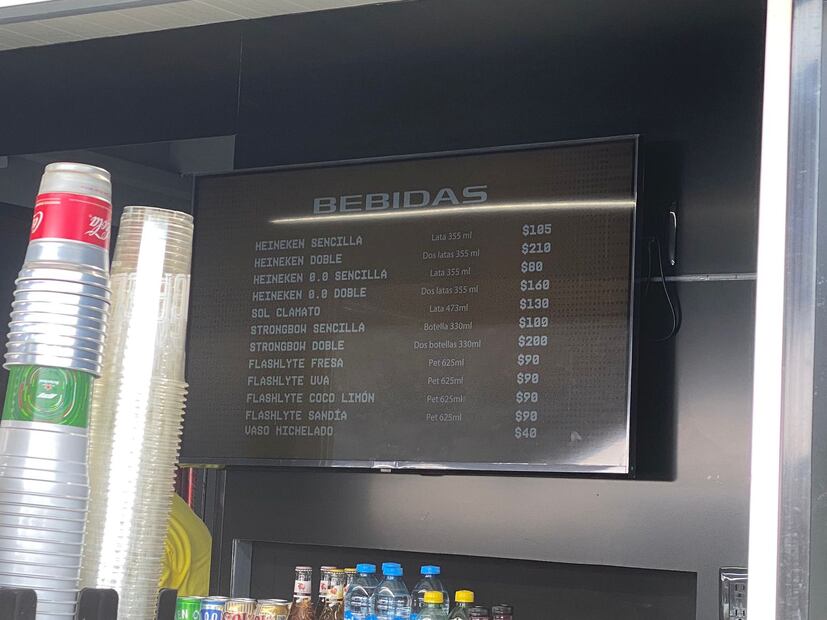 BEBIDAS
HEINEKEN SENCILLA Lata 355 ml $105
HEINEKEN DOBLE Dos latas 355 ml $210
HEINEKEN 0.0 SENCILLA Lata 355 ml $80
HEINEKEN 0.0 DOBLE Dos latas 355 ml $160
SOL CLAMATO Lata 473ml $130
STRONGBOW SENCILLA Botella 330ml $100
STRONGBOW DOBLE Dos botellas 330ml $200
FLASHLYTE FRESA Pet 625ml $90
FLASHLYTE UVA Pet 625ml $90
FLASHLYTE COCO LIMÓN Pet 625ml $90
FLASHLYTE SANDÍA Pet 625ml $90
VASO MICHELADO $40